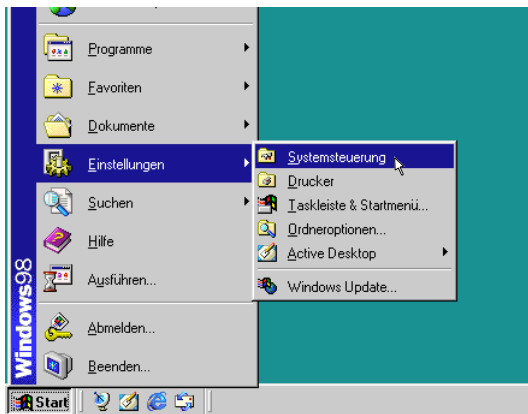 Programme
Favoriten
Dokumente
Einstellungen
Suchen
Hilfe
Ausführen...
Abmelden...
Beenden...
Systemsteuerung
Drucker
Taskleiste & Startmenü...
Ordneroptionen...
Active Desktop
Windows Update...
Windows98
Start